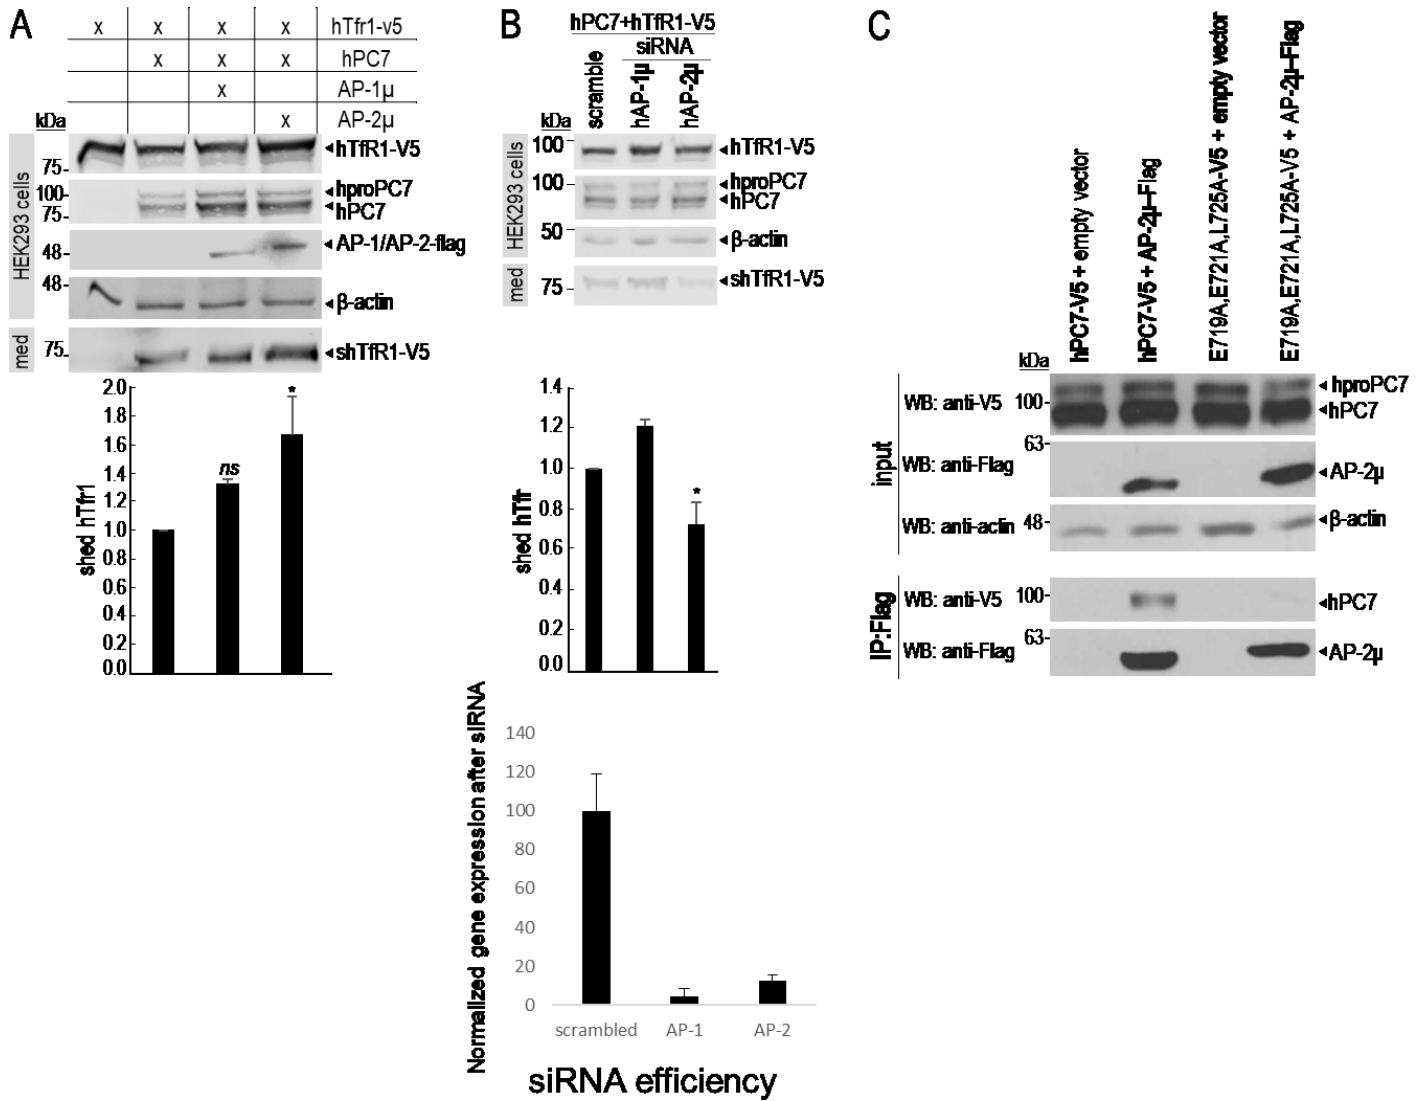 A
x x x x hTfr1-v5
x x x hPC7
x AP-1μ
x AP-2μ
kDa
HEK293 cells
75
hTfR1-V5
100
75
hproPC7
hPC7
48
AP-1/AP-2-flag
48
β-actin
med
75
shTfR1-V5
shed hTfr1
2.0
1.8
1.6
1.4
1.2
1.0
0.8
0.6
0.4
0.2
0.0
ns
*
B
hPC7+hTfR1-V5
siRNA
scramble
hAP-1μ
hAP-2μ
kDa
HEK293 cells
100
hTfR1-V5
100
hproPC7
hPC7
50
β-actin
med
75
shTfR1-V5
shed hTfr
1.4
1.2
1.0
0.8
0.6
0.4
0.2
0.0
*
Normalized gene expression after siRNA
140
120
100
80
60
40
20
0
scrambled AP-1 AP-2
siRNA efficiency
C
hPC7-V5 + empty vector
hPC7-V5 + AP-2μ-Flag
E719A,E721A,L725A-V5 + empty vector
E719A,E721A,L725A-V5 + AP-2μ-Flag
kDa
input
WB: anti-V5
100
hproPC7
hPC7
63
WB: anti-Flag
AP-2μ
WB: anti-actin
48
β-actin
IP:Flag
WB: anti-V5
100
hPC7
63
WB: anti-Flag
AP-2μ